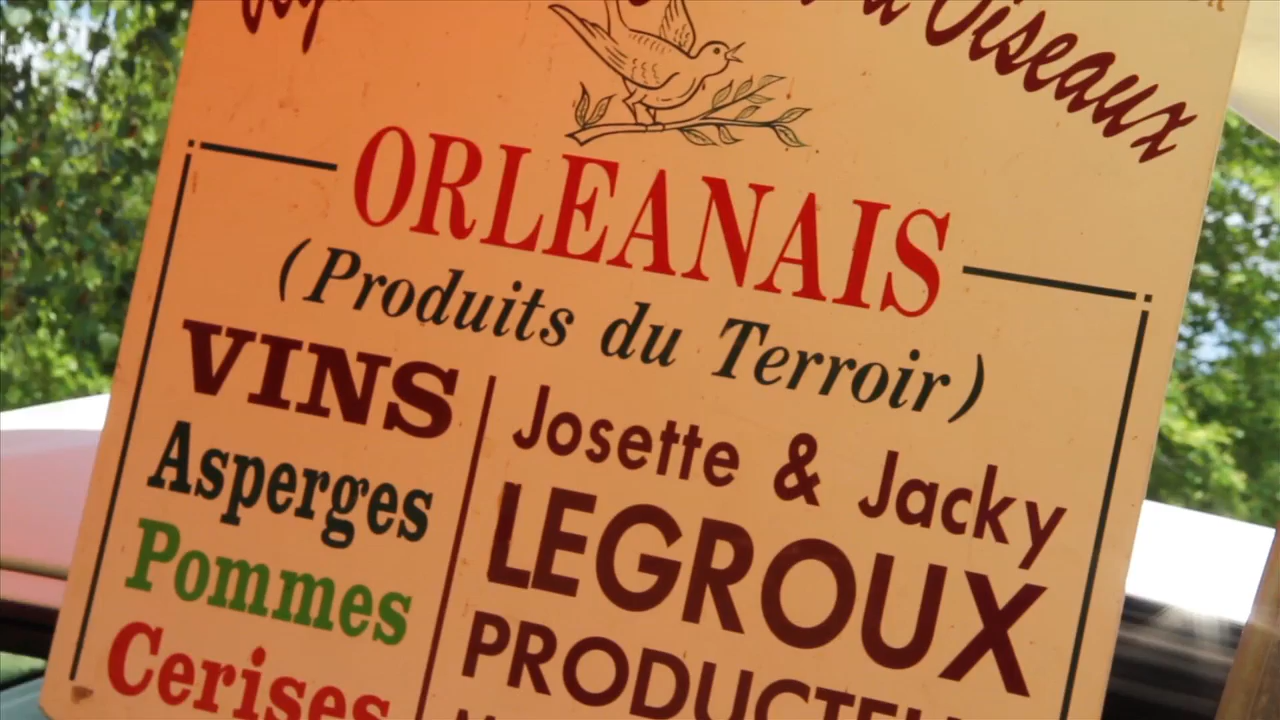 Oiseaux
ORLEANAIS
(Produits du Terroir)
VINS
Asperges
Pommes
Cerises
Josette & Jacky
LEGROUX